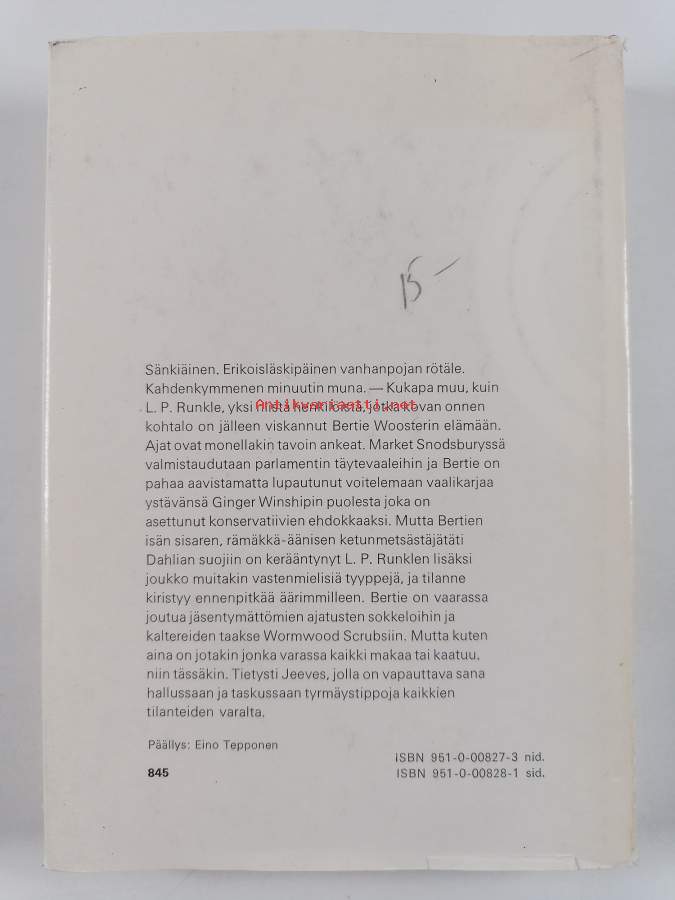 15 –
Sänkiäinen. Erikoisläskipäinen vanhanpojan rötäle.
Kahdenkymmenen minuutin muna. — Kukapa muu, kuin
L. P. Runkle, yksi niistä henkilöistä, jotka kovan onnen
Antikvariaatti.net
kohtalo on jälleen viskannut Bertie Woosterin elämään.
Ajat ovat monellakin tavoin ankeat. Market Snodsburyssä
valmistaudutaan parlamentin täytevaaleihin ja Bertie on
pahaa aavistamatta lupautunut voitelemaan vaalikarjaa
ystävänsä Ginger Winshipin puolesta joka on
asettunut konservatiivien ehdokkaaksi. Mutta Bertien
isän sisaren, rämäkkä-äänisen ketunmetsästäjätäti
Dahlian suojiin on kerääntynyt L. P. Runklen lisäksi
joukko muitakin vastenmielisiä tyyppejä, ja tilanne
kiristyy ennenpitkää äärimmilleen. Bertie on vaarassa
joutua jäsentymättömien ajatusten sokkeloihin ja
kaltereiden taakse Wormwood Scrubsiin. Mutta kuten
aina on jotakin jonka varassa kaikki makaa tai kaatuu,
niin tässäkin. Tietysti Jeeves, jolla on vapauttava sana
hallussaan ja taskussaan tyrmäystippoja kaikkien
tilanteiden varalta.
Päällys: Eino Tepponen
ISBN 951-0-00827-3 nid.
845
ISBN 951-0-00828-1 sid.